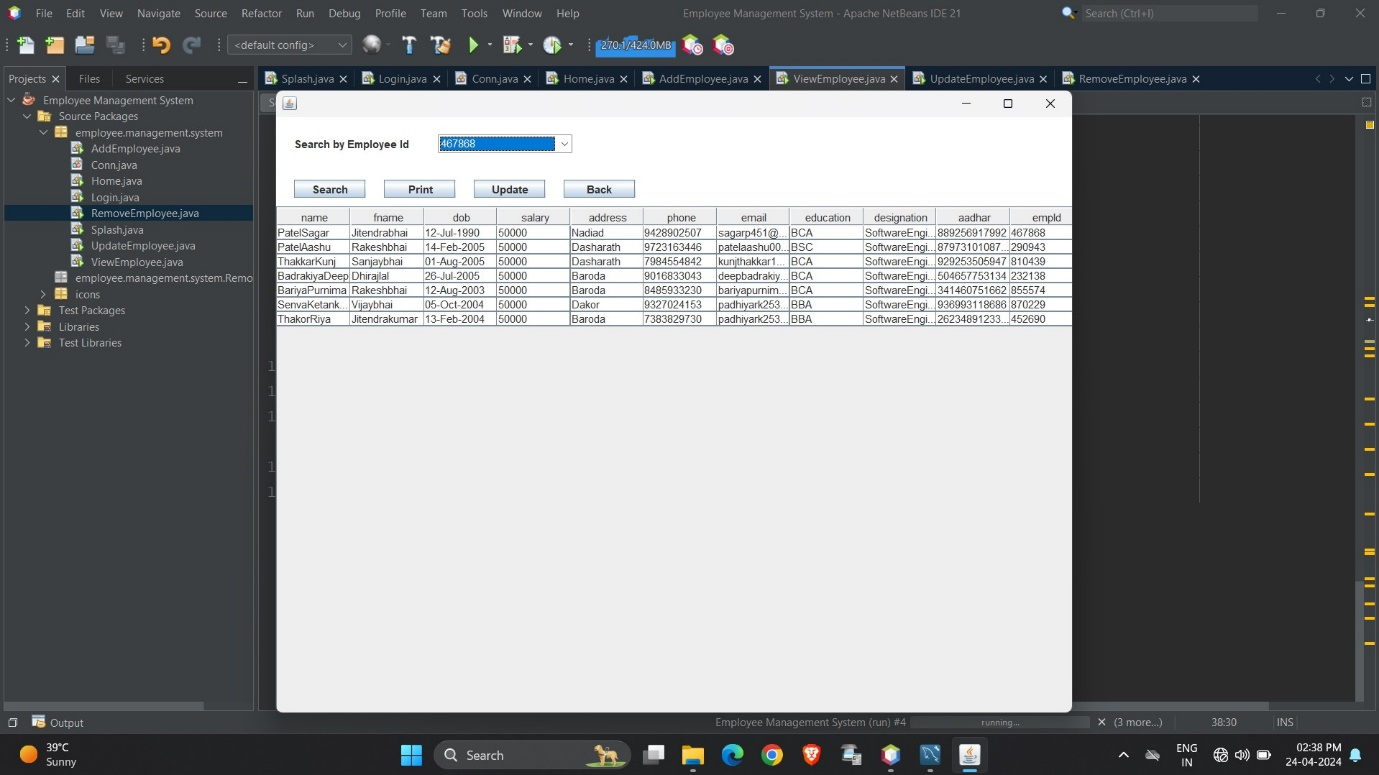 File Edit View Navigate Source Refactor Run Debug Profile Team Tools Window Help Employee Management System - Apache NetBeans IDE 21 Search (Ctrl+I)
<default config> 270.1/424.0MB
Projects Files Services Splash.java Login.java Conn.java Home.java AddEmployee.java ViewEmployee.java UpdateEmployee.java RemoveEmployee.java
Employee Management System
Source Packages
employee.management.system
AddEmployee.java
Conn.java
Home.java
Login.java
RemoveEmployee.java
Splash.java
UpdateEmployee.java
ViewEmployee.java
employee.management.system.Remo
icons
Test Packages
Libraries
Test Libraries
Search by Employee Id 467868
Search Print Update Back
name fname dob salary address phone email education designation aadhar empId
PatelSagar Jitendrabhai 12-Jul-1990 50000 Nadiad 9428902507 sagarp451@... BCA SoftwareEngi... 889256917992 467868
PatelAashu Rakeshbhai 14-Feb-2005 50000 Dasharath 9723163446 patelaashu00... BSC SoftwareEngi... 87973101087... 290943
ThakkarKunj Sanjaybhai 01-Aug-2005 50000 Dasharath 7984554842 kunjthakkar1... BCA SoftwareEngi... 929253505947 810439
BadrakiyaDeep Dhirajlal 26-Jul-2005 50000 Baroda 9016833043 deepbadrakiy... BCA SoftwareEngi... 504657753134 232138
BariyaPurnima Rakeshbhai 12-Aug-2003 50000 Baroda 8485933230 bariyapurnim... BCA SoftwareEngi... 341460751662 855574
SenvaKetank... Vijaybhai 05-Oct-2004 50000 Dakor 9327024153 padhiyark253... BBA SoftwareEngi... 936993118686 870229
ThakorRiya Jitendrakumar 13-Feb-2004 50000 Baroda 7383829730 padhiyark253... BBA SoftwareEngi... 26234891233... 452690
Output Employee Management System (run) #4 running... (3 more...) 38:30 INS
39°C
Sunny
Search
ENG
IN
02:38 PM
24-04-2024